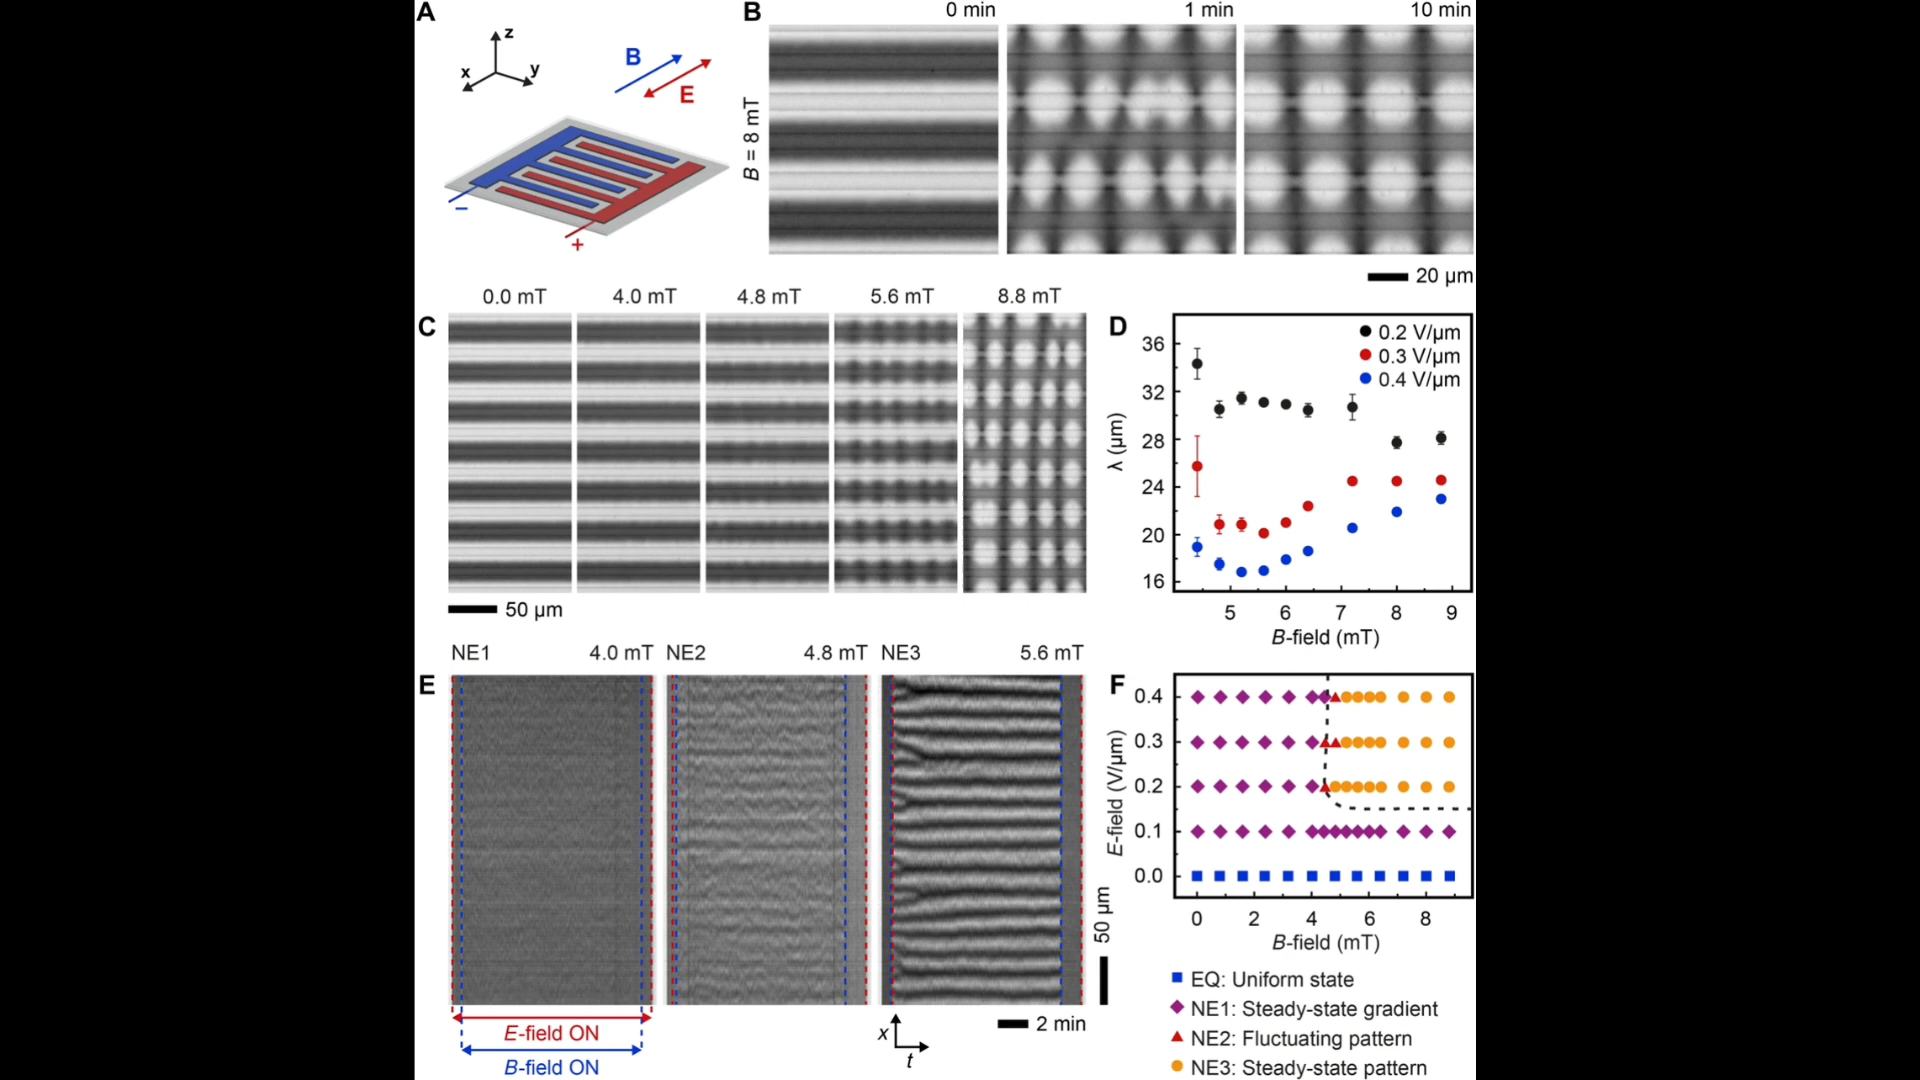 A
z
x
y
B
E
−
+
B
0 min
1 min
10 min
B = 8 mT
20 µm
C
0.0 mT
4.0 mT
4.8 mT
5.6 mT
8.8 mT
50 µm
D
0.2 V/µm
0.3 V/µm
0.4 V/µm
36
32
28
24
20
16
λ (µm)
5 6 7 8 9
B-field (mT)
E
NE1 4.0 mT
NE2 4.8 mT
NE3 5.6 mT
E-field ON
B-field ON
x
t
2 min
50 µm
F
0.4
0.3
0.2
0.1
0.0
E-field (V/µm)
0 2 4 6 8
B-field (mT)
EQ: Uniform state
NE1: Steady-state gradient
NE2: Fluctuating pattern
NE3: Steady-state pattern